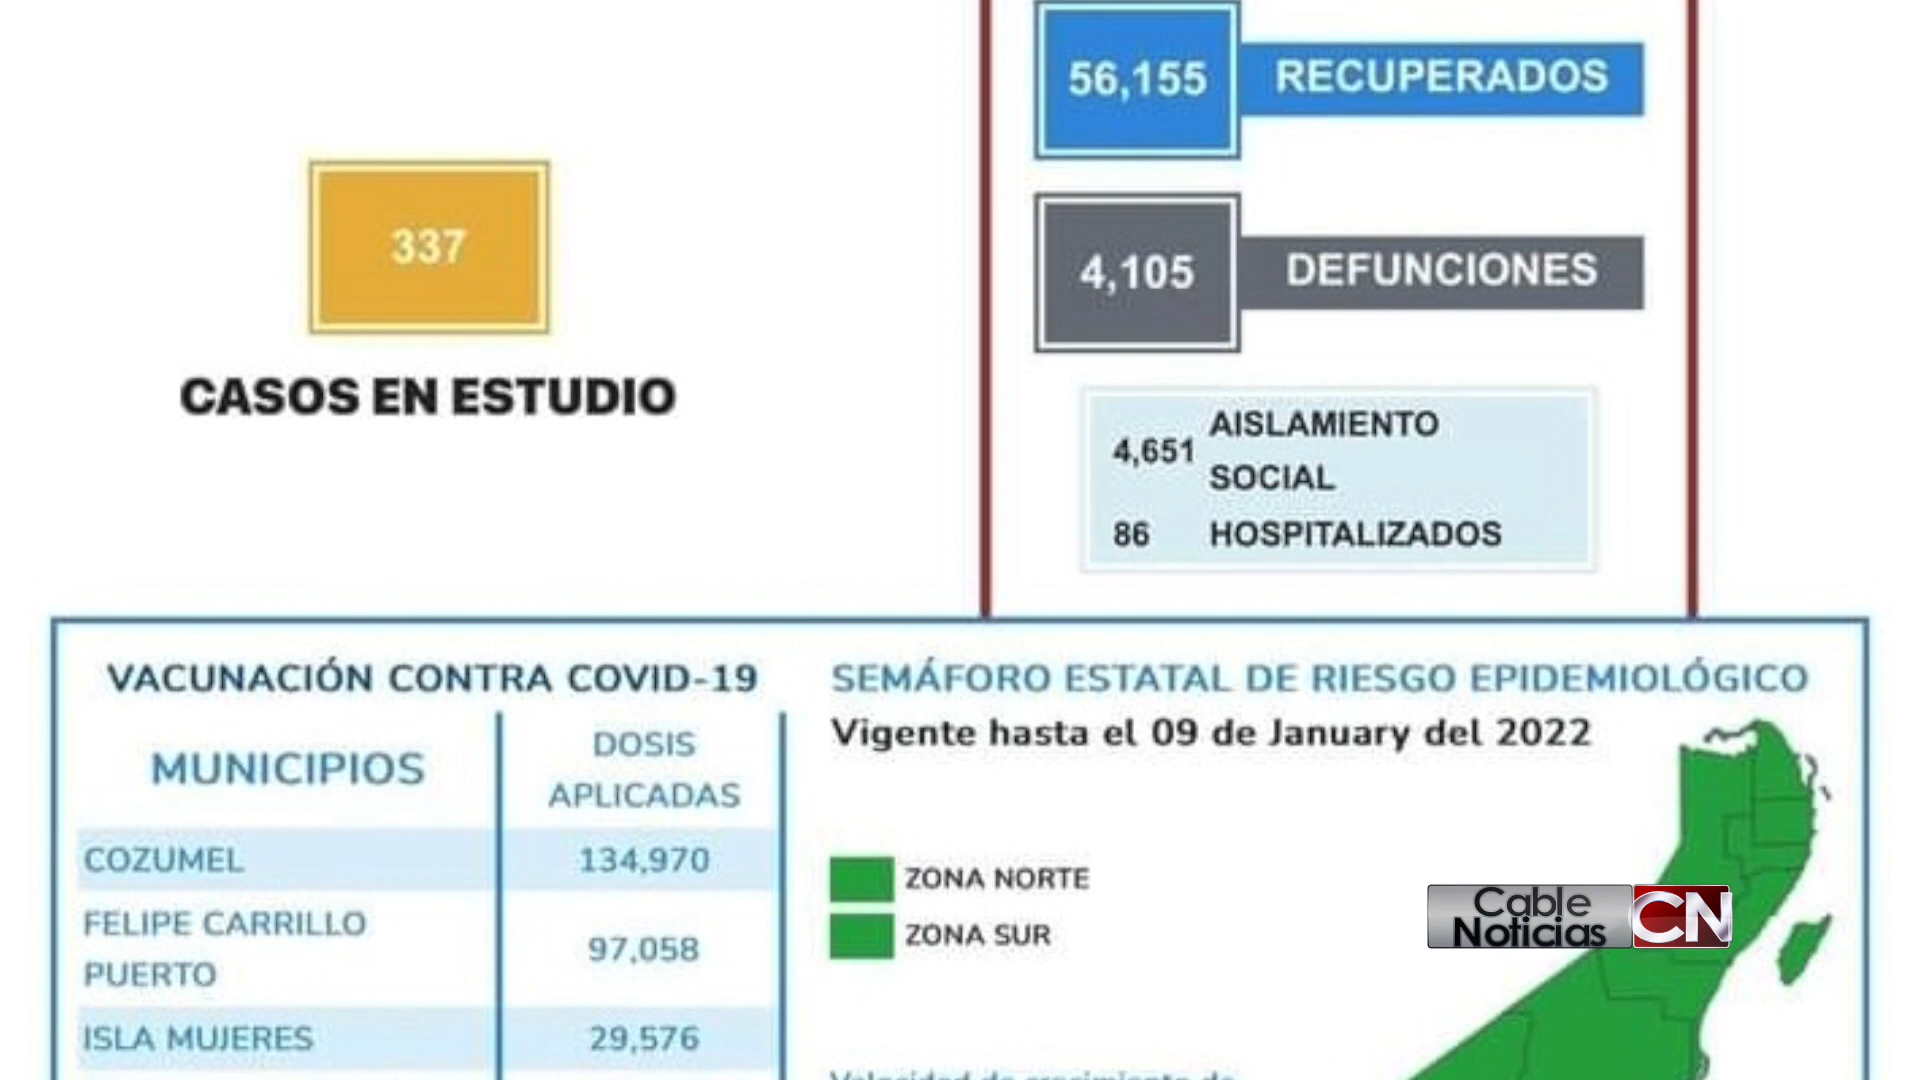 56,155 RECUPERADOS
337
4,105 DEFUNCIONES
CASOS EN ESTUDIO
4,651 AISLAMIENTO
SOCIAL
86 HOSPITALIZADOS
VACUNACIÓN CONTRA COVID-19
MUNICIPIOS
DOSIS
APLICADAS
COZUMEL 134,970
FELIPE CARRILLO
PUERTO
97,058
ISLA MUJERES 29,576
SEMÁFORO ESTATAL DE RIESGO EPIDEMIOLÓGICO
Vigente hasta el 09 de January del 2022
ZONA NORTE
ZONA SUR
Cable
Noticias
CN